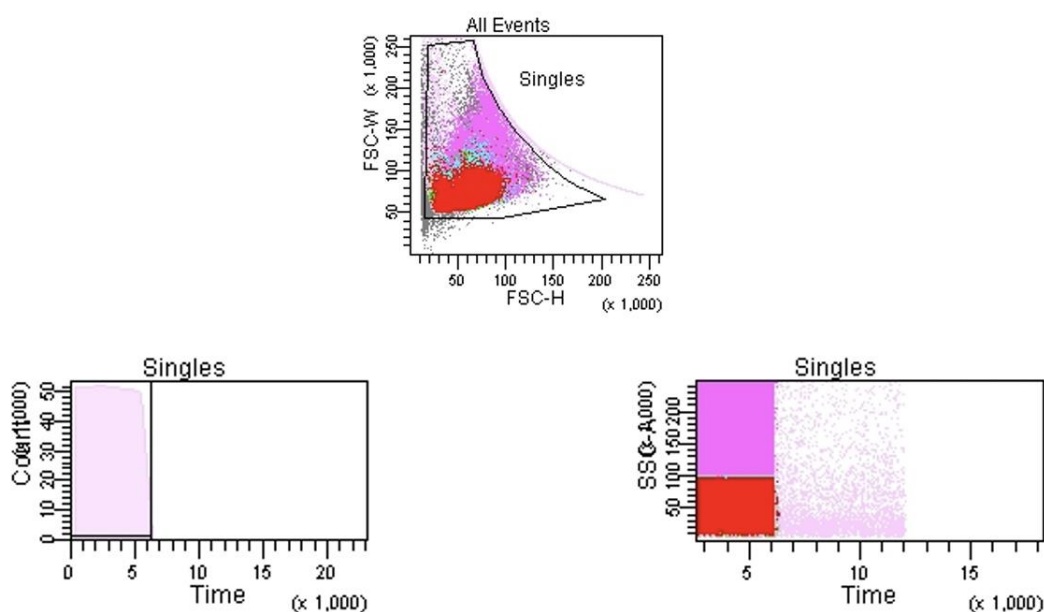 All Events
(x 1,000)
FSC-W
250
200
150
100
50
Singles
50 100 150 200 250
FSC-H
(x 1,000)
Singles
50
40
30
20
10
0
0 5 10 15 20
Time
(x 1,000)
Singles
SSC-A
200
150
100
50
5 10 15
Time
(x 1,000)